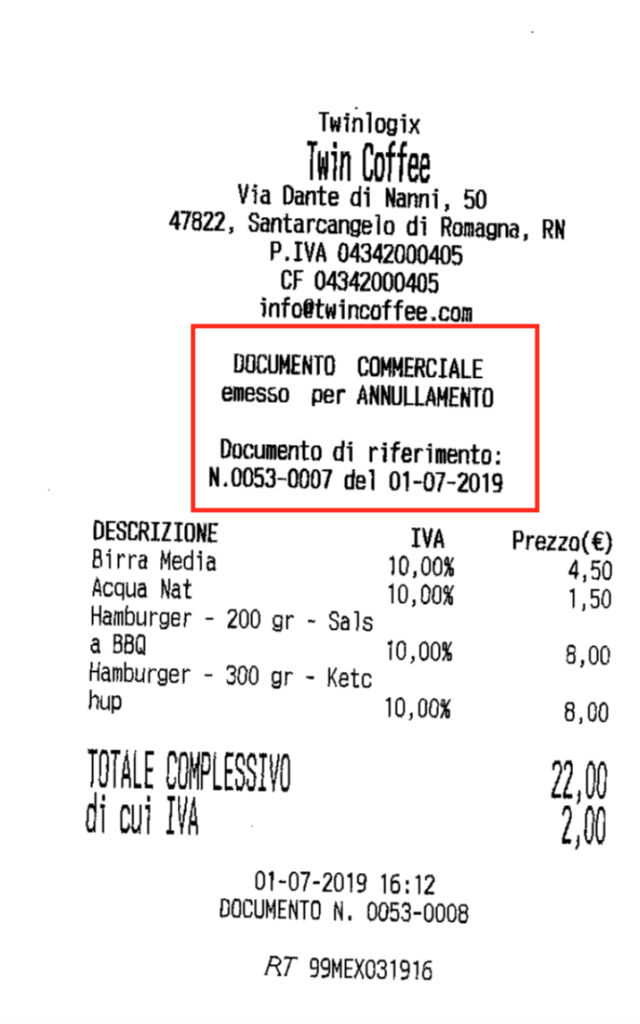 Twinlogix
Twin Coffee
Via Dante di Nanni, 50
47822, Santarcangelo di Romagna, RN
P.IVA 04342000405
CF 04342000405
info@twincoffee.com
DOCUMENTO COMMERCIALE
emesso per ANNULLAMENTO
Documento di riferimento:
N.0053-0007 del 01-07-2019
DESCRIZIONE IVA Prezzo(€)
Birra Media 10,00% 4,50
Acqua Nat 10,00% 1,50
Hamburger - 200 gr - Sals
a BBQ 10,00% 8,00
Hamburger - 300 gr - Ketc
hup 10,00% 8,00
TOTALE COMPLESSIVO 22,00
di cui IVA 2,00
01-07-2019 16:12
DOCUMENTO N. 0053-0008
RT 99MEX031916